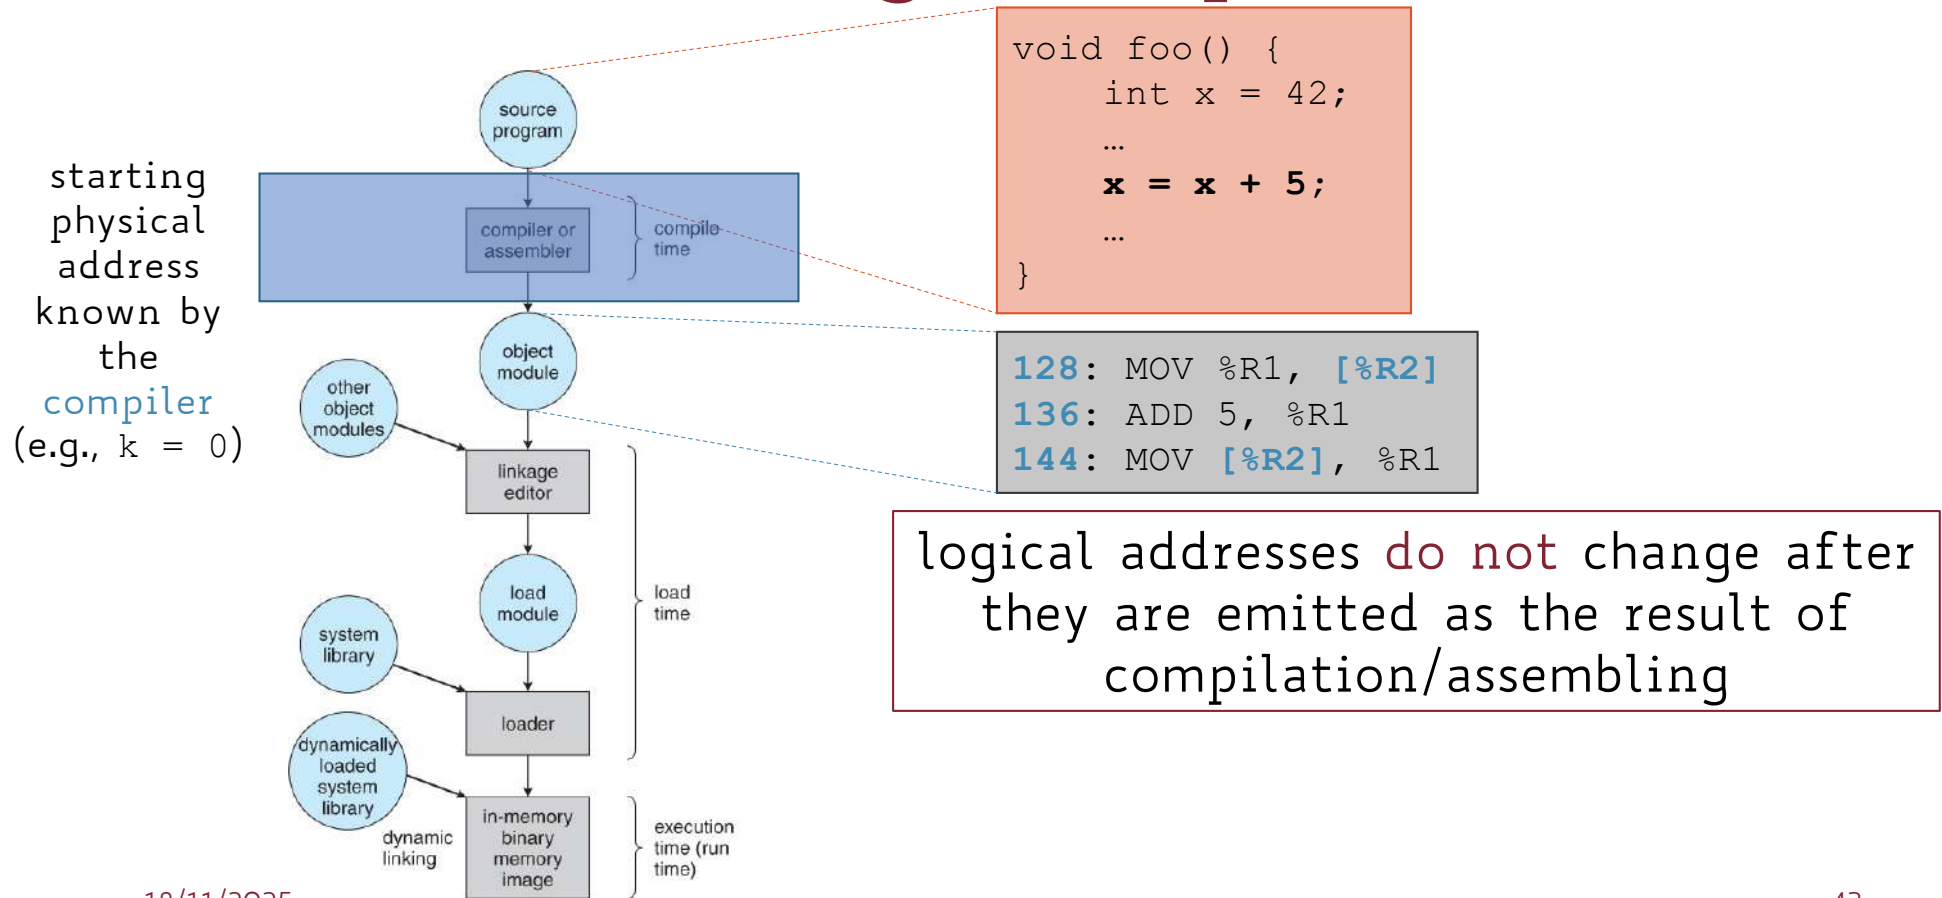 starting
physical
address
known by
the
compiler
(e.g., k = 0)
source
program
compiler or
assembler
compile
time
object
module
other
object
modules
linkage
editor
load
module
load
time
system
library
loader
dynamically
loaded
system
library
dynamic
linking
in-memory
binary
memory
image
execution
time (run
time)
void foo() {
int x = 42;
…
x = x + 5;
…
}
128: MOV %R1, [%R2]
136: ADD 5, %R1
144: MOV [%R2], %R1
logical addresses do not change after
they are emitted as the result of
compilation/assembling
18/11/2025